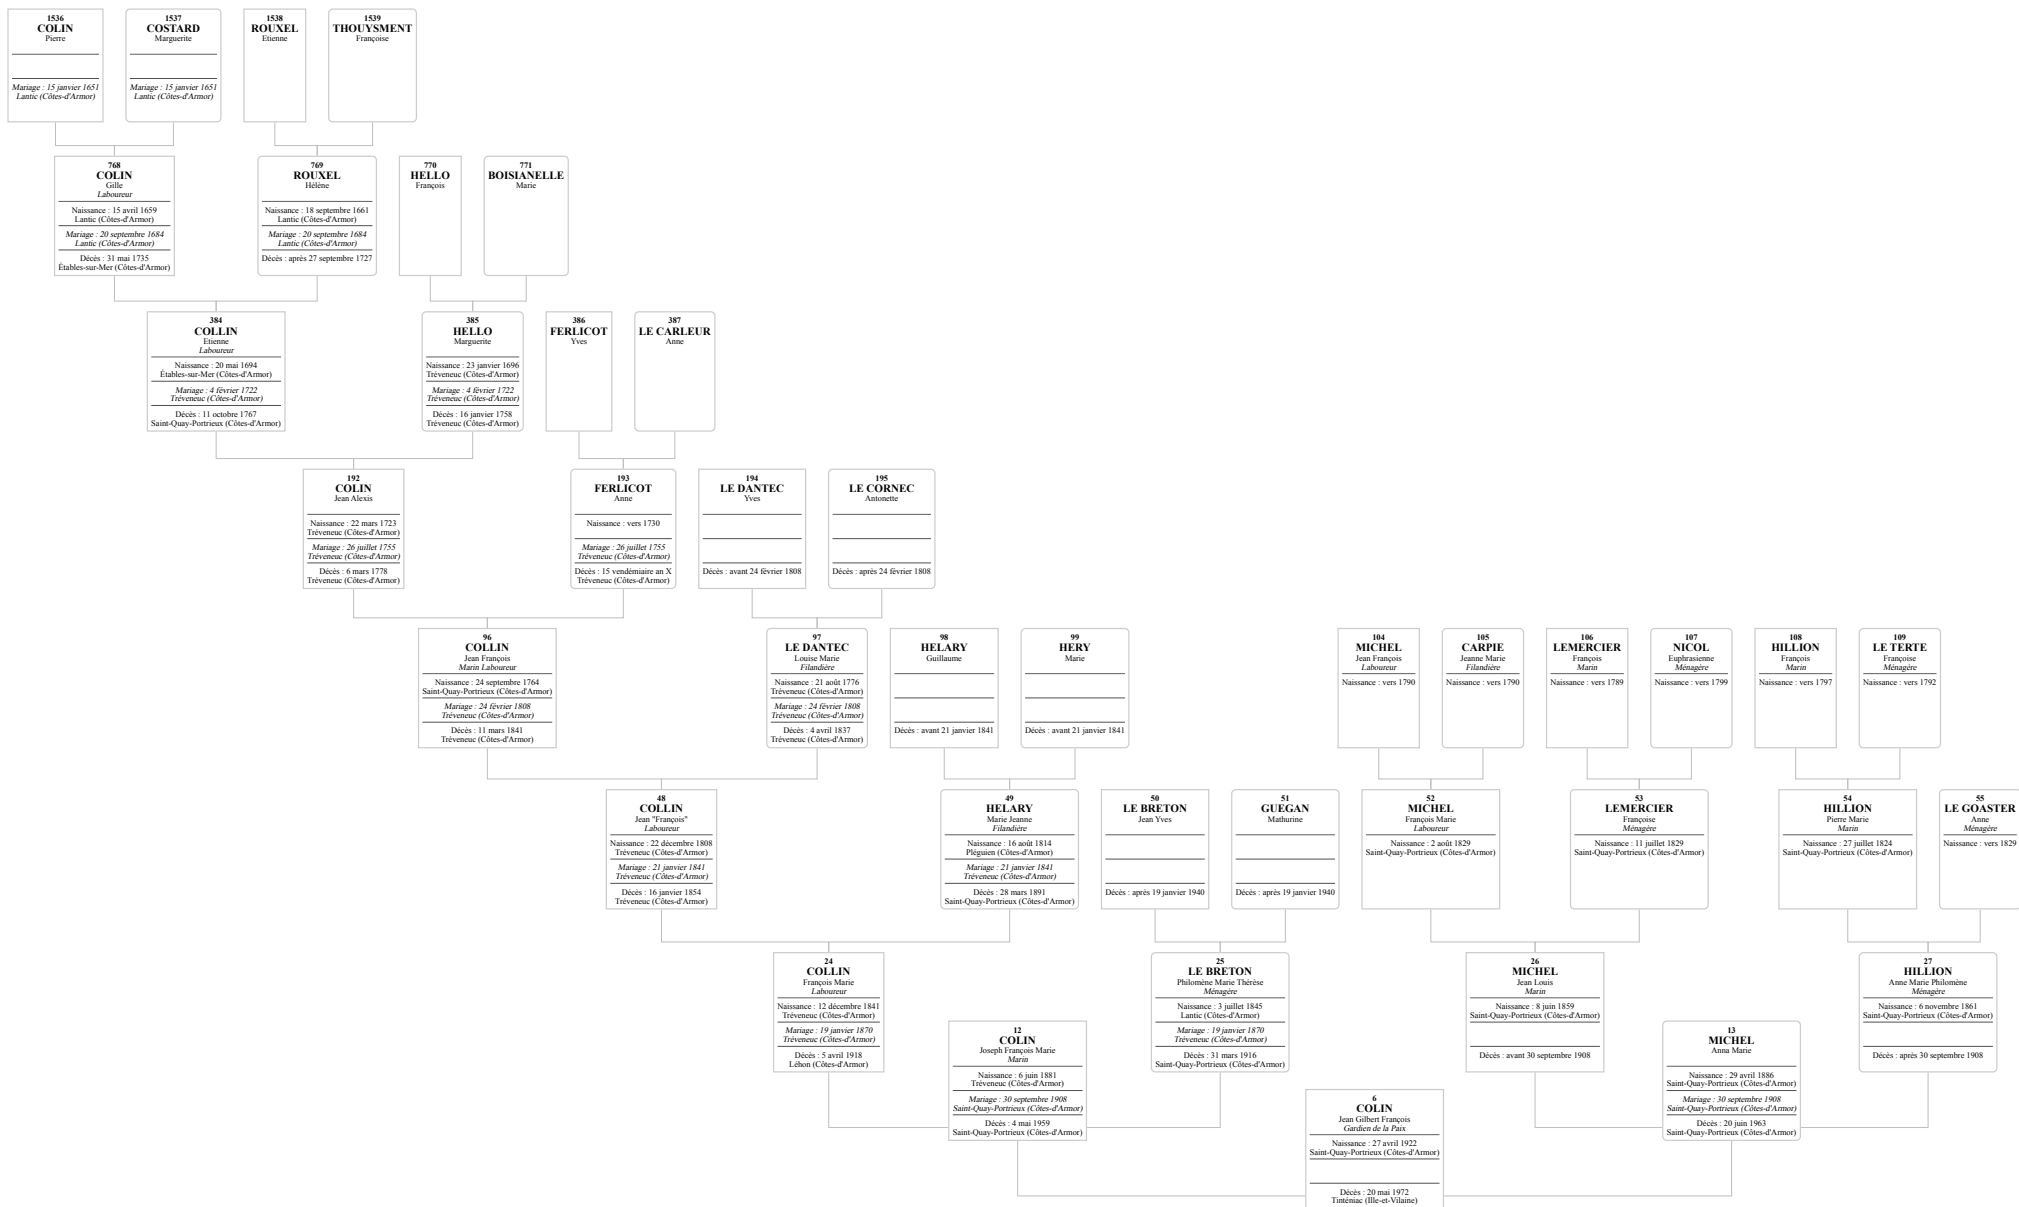 1536
COLIN
Pierre
Mariage : 15 janvier 1651
Lantic (Côtes-d'Armor)
1537
COSTARD
Marguerite
Mariage : 15 janvier 1651
Lantic (Côtes-d'Armor)
1538
ROUXEL
Etienne
1539
THOUYSMENT
Françoise
768
COLIN
Gille
Laboureur
Naissance : 15 avril 1659
Lantic (Côtes-d'Armor)
Mariage : 20 septembre 1684
Lantic (Côtes-d'Armor)
Décès : 31 mai 1735
Étables-sur-Mer (Côtes-d'Armor)
769
ROUXEL
Hélène
Naissance : 18 septembre 1661
Lantic (Côtes-d'Armor)
Mariage : 20 septembre 1684
Lantic (Côtes-d'Armor)
Décès : après 27 septembre 1727
770
HELLO
François
771
BOISIANELLE
Marie
384
COLLIN
Etienne
Laboureur
Naissance : 20 mai 1694
Étables-sur-Mer (Côtes-d'Armor)
Mariage : 4 février 1722
Tréveneuc (Côtes-d'Armor)
Décès : 11 octobre 1767
Saint-Quay-Portrieux (Côtes-d'Armor)
385
HELLO
Marguerite
Naissance : 23 janvier 1696
Tréveneuc (Côtes-d'Armor)
Mariage : 4 février 1722
Tréveneuc (Côtes-d'Armor)
Décès : 16 janvier 1758
Tréveneuc (Côtes-d'Armor)
386
FERLICOT
Yves
387
LE CARLEUR
Anne
192
COLIN
Jean Alexis
Naissance : 22 mars 1723
Tréveneuc (Côtes-d'Armor)
Mariage : 26 juillet 1755
Tréveneuc (Côtes-d'Armor)
Décès : 6 mars 1778
Tréveneuc (Côtes-d'Armor)
193
FERLICOT
Anne
Naissance : vers 1730
Mariage : 26 juillet 1755
Tréveneuc (Côtes-d'Armor)
Décès : 15 vendémiaire an X
Tréveneuc (Côtes-d'Armor)
194
LE DANTEC
Yves
Décès : avant 24 février 1808
195
LE CORNEC
Antonette
Décès : après 24 février 1808
96
COLLIN
Jean François
Marin Laboureur
Naissance : 24 septembre 1764
Saint-Quay-Portrieux (Côtes-d'Armor)
Mariage : 24 février 1808
Tréveneuc (Côtes-d'Armor)
Décès : 11 mars 1841
Tréveneuc (Côtes-d'Armor)
97
LE DANTEC
Louise Marie
Filandière
Naissance : 21 août 1776
Tréveneuc (Côtes-d'Armor)
Mariage : 24 février 1808
Tréveneuc (Côtes-d'Armor)
Décès : 4 avril 1837
Tréveneuc (Côtes-d'Armor)
98
HELARY
Guillaume
Décès : avant 21 janvier 1841
99
HERY
Marie
Décès : avant 21 janvier 1841
104
MICHEL
Jean François
Laboureur
Naissance : vers 1790
105
CARPIE
Jeanne Marie
Filandière
Naissance : vers 1790
106
LEMERCIER
François
Marin
Naissance : vers 1789
107
NICOL
Euphrasienne
Ménagère
Naissance : vers 1799
108
HILLION
François
Marin
Naissance : vers 1797
109
LE TERTE
Françoise
Ménagère
Naissance : vers 1792
48
COLLIN
Jean "François"
Laboureur
Naissance : 22 décembre 1808
Tréveneuc (Côtes-d'Armor)
Mariage : 21 janvier 1841
Tréveneuc (Côtes-d'Armor)
Décès : 16 janvier 1854
Tréveneuc (Côtes-d'Armor)
49
HELARY
Marie Jeanne
Filandière
Naissance : 16 août 1814
Pléguien (Côtes-d'Armor)
Mariage : 21 janvier 1841
Tréveneuc (Côtes-d'Armor)
Décès : 28 mars 1891
Saint-Quay-Portrieux (Côtes-d'Armor)
50
LE BRETON
Jean Yves
Décès : après 19 janvier 1940
51
GUEGAN
Mathurine
Décès : après 19 janvier 1940
52
MICHEL
François Marie
Laboureur
Naissance : 2 août 1829
Saint-Quay-Portrieux (Côtes-d'Armor)
53
LEMERCIER
Françoise
Ménagère
Naissance : 11 juillet 1829
Saint-Quay-Portrieux (Côtes-d'Armor)
54
HILLION
Pierre Marie
Marin
Naissance : 27 juillet 1824
Saint-Quay-Portrieux (Côtes-d'Armor)
55
LE GOASTER
Anne
Ménagère
Naissance : vers 1829
24
COLLIN
François Marie
Laboureur
Naissance : 12 décembre 1841
Tréveneuc (Côtes-d'Armor)
Mariage : 19 janvier 1870
Tréveneuc (Côtes-d'Armor)
Décès : 5 avril 1918
Léhon (Côtes-d'Armor)
25
LE BRETON
Philomène Marie Thérèse
Ménagère
Naissance : 3 juillet 1845
Lantic (Côtes-d'Armor)
Mariage : 19 janvier 1870
Tréveneuc (Côtes-d'Armor)
Décès : 31 mars 1916
Saint-Quay-Portrieux (Côtes-d'Armor)
26
MICHEL
Jean Louis
Marin
Naissance : 8 juin 1859
Saint-Quay-Portrieux (Côtes-d'Armor)
Décès : avant 30 septembre 1908
27
HILLION
Anne Marie Philomène
Ménagère
Naissance : 6 novembre 1861
Saint-Quay-Portrieux (Côtes-d'Armor)
Décès : après 30 septembre 1908
12
COLIN
Joseph François Marie
Marin
Naissance : 6 juin 1881
Tréveneuc (Côtes-d'Armor)
Mariage : 30 septembre 1908
Saint-Quay-Portrieux (Côtes-d'Armor)
Décès : 4 mai 1959
Saint-Quay-Portrieux (Côtes-d'Armor)
13
MICHEL
Anna Marie
Naissance : 29 avril 1886
Saint-Quay-Portrieux (Côtes-d'Armor)
Mariage : 30 septembre 1908
Saint-Quay-Portrieux (Côtes-d'Armor)
Décès : 20 juin 1963
Saint-Quay-Portrieux (Côtes-d'Armor)
6
COLIN
Jean Gilbert François
Gardien de la Paix
Naissance : 27 avril 1922
Saint-Quay-Portrieux (Côtes-d'Armor)
Décès : 20 mai 1972
Tinténiac (Ille-et-Vilaine)